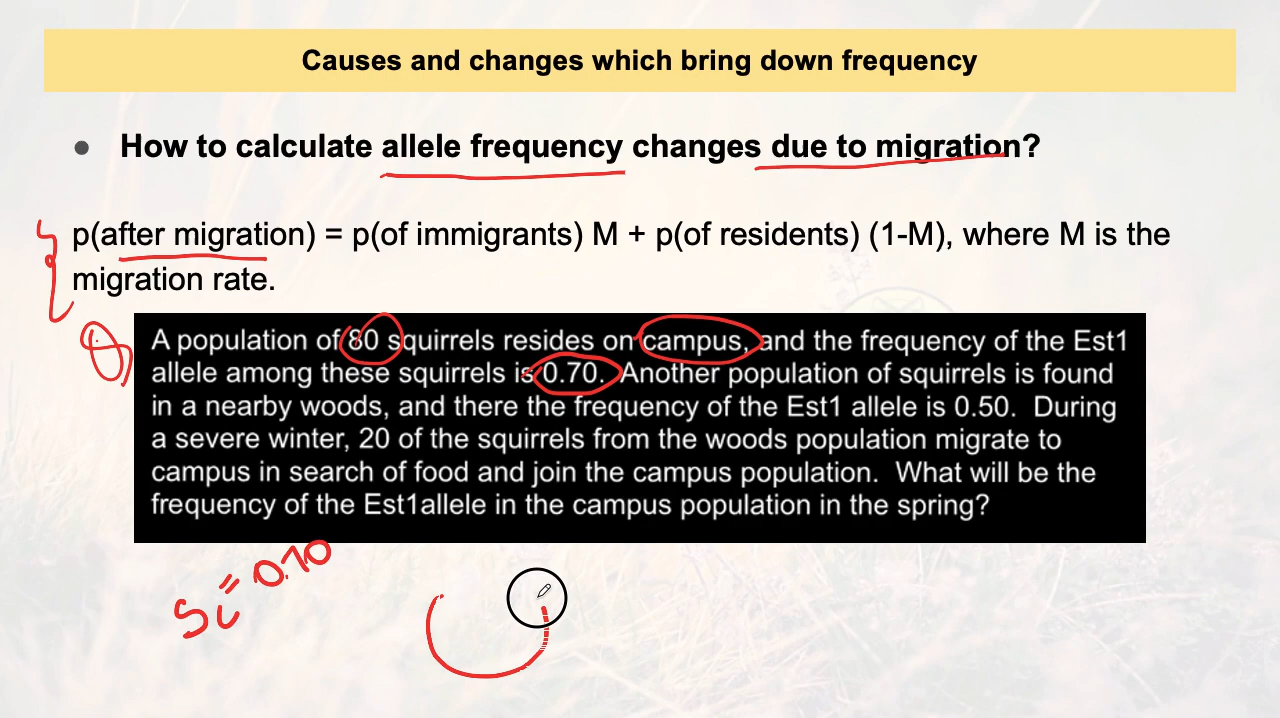 Causes and changes which bring down frequency
● How to calculate allele frequency changes due to migration?
p(after migration) = p(of immigrants) M + p(of residents) (1-M), where M is the
migration rate.
A population of 80 squirrels resides on campus, and the frequency of the Est1
allele among these squirrels is 0.70. Another population of squirrels is found
in a nearby woods, and there the frequency of the Est1 allele is 0.50. During
a severe winter, 20 of the squirrels from the woods population migrate to
campus in search of food and join the campus population. What will be the
frequency of the Est1allele in the campus population in the spring?
= 0.70